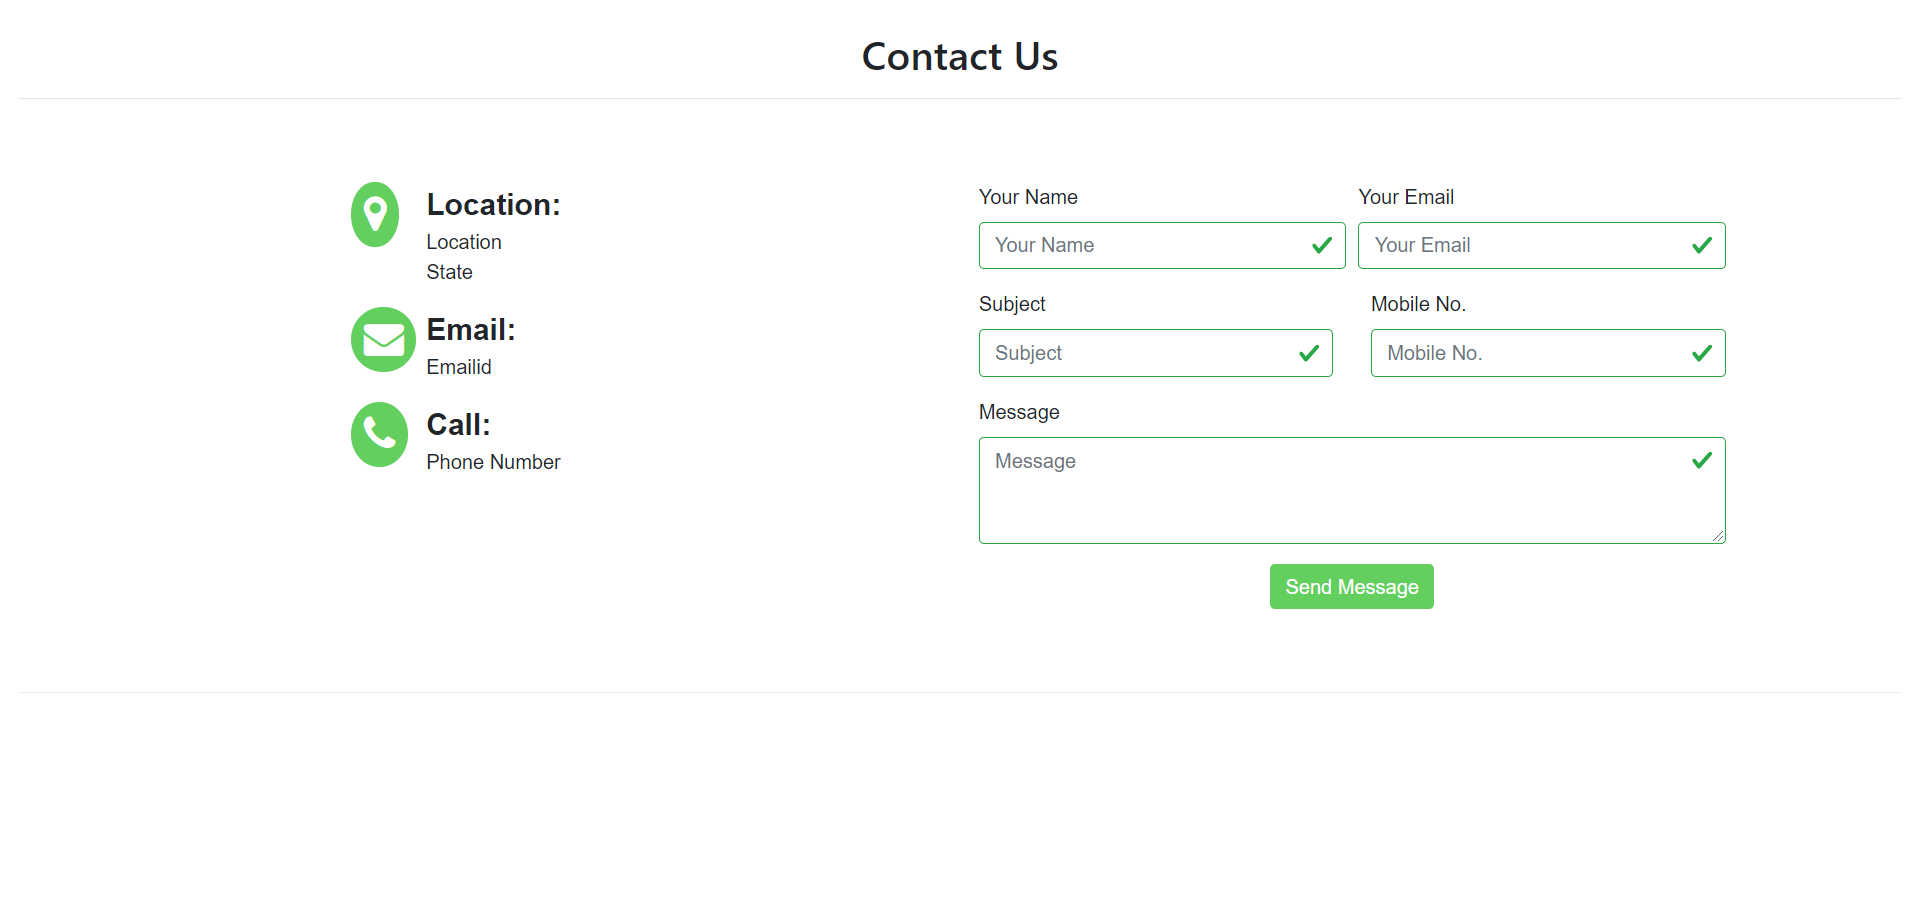 Contact Us
Location:
Location
State
Email:
Emailid
Call:
Phone Number
Your Name
Your Email
Your Name
Your Email
Subject
Mobile No.
Subject
Mobile No.
Message
Message
Send Message